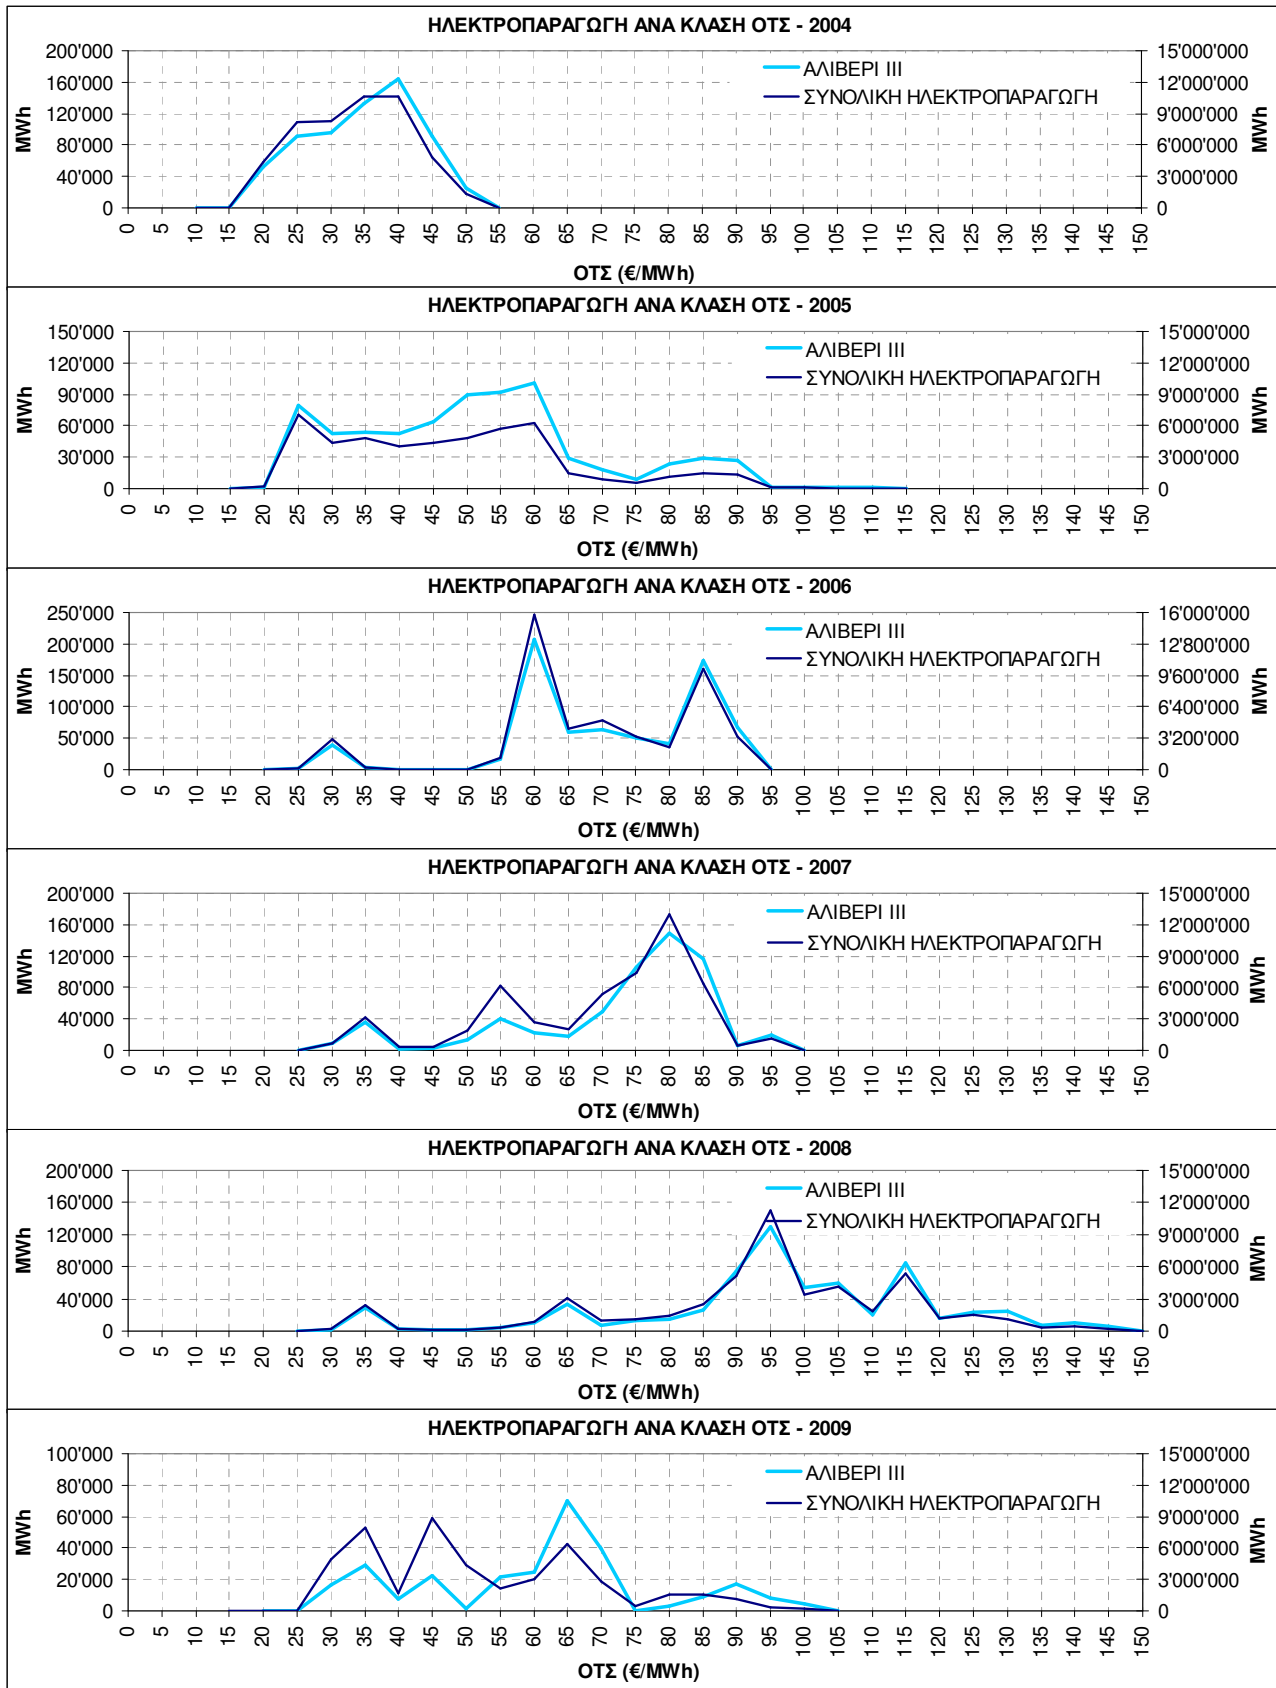 ΗΛΕΚΤΡΟΠΑΡΑΓΩΓΗ ΑΝΑ ΚΛΑΣΗ ΟΤΣ - 2004
200'000 160'000 120'000 80'000 40'000 0
MWh
ΑΛΙΒΕΡΙ ΙΙΙ
ΣΥΝΟΛΙΚΗ ΗΛΕΚΤΡΟΠΑΡΑΓΩΓΗ
15'000'000 12'000'000 9'000'000 6'000'000 3'000'000 0
MWh
0 5 10 15 20 25 30 35 40 45 50 55 60 65 70 75 80 85 90 95 100 105 110 115 120 125 130 135 140 145 150
ΟΤΣ (€/MWh)
ΗΛΕΚΤΡΟΠΑΡΑΓΩΓΗ ΑΝΑ ΚΛΑΣΗ ΟΤΣ - 2005
150'000 120'000 90'000 60'000 30'000 0
MWh
ΑΛΙΒΕΡΙ ΙΙΙ
ΣΥΝΟΛΙΚΗ ΗΛΕΚΤΡΟΠΑΡΑΓΩΓΗ
15'000'000 12'000'000 9'000'000 6'000'000 3'000'000 0
MWh
0 5 10 15 20 25 30 35 40 45 50 55 60 65 70 75 80 85 90 95 100 105 110 115 120 125 130 135 140 145 150
ΟΤΣ (€/MWh)
ΗΛΕΚΤΡΟΠΑΡΑΓΩΓΗ ΑΝΑ ΚΛΑΣΗ ΟΤΣ - 2006
250'000 200'000 150'000 100'000 50'000 0
MWh
ΑΛΙΒΕΡΙ ΙΙΙ
ΣΥΝΟΛΙΚΗ ΗΛΕΚΤΡΟΠΑΡΑΓΩΓΗ
16'000'000 12'800'000 9'600'000 6'400'000 3'200'000 0
MWh
0 5 10 15 20 25 30 35 40 45 50 55 60 65 70 75 80 85 90 95 100 105 110 115 120 125 130 135 140 145 150
ΟΤΣ (€/MWh)
ΗΛΕΚΤΡΟΠΑΡΑΓΩΓΗ ΑΝΑ ΚΛΑΣΗ ΟΤΣ - 2007
200'000 160'000 120'000 80'000 40'000 0
MWh
ΑΛΙΒΕΡΙ ΙΙΙ
ΣΥΝΟΛΙΚΗ ΗΛΕΚΤΡΟΠΑΡΑΓΩΓΗ
15'000'000 12'000'000 9'000'000 6'000'000 3'000'000 0
MWh
0 5 10 15 20 25 30 35 40 45 50 55 60 65 70 75 80 85 90 95 100 105 110 115 120 125 130 135 140 145 150
ΟΤΣ (€/MWh)
ΗΛΕΚΤΡΟΠΑΡΑΓΩΓΗ ΑΝΑ ΚΛΑΣΗ ΟΤΣ - 2008
200'000 160'000 120'000 80'000 40'000 0
MWh
ΑΛΙΒΕΡΙ ΙΙΙ
ΣΥΝΟΛΙΚΗ ΗΛΕΚΤΡΟΠΑΡΑΓΩΓΗ
15'000'000 12'000'000 9'000'000 6'000'000 3'000'000 0
MWh
0 5 10 15 20 25 30 35 40 45 50 55 60 65 70 75 80 85 90 95 100 105 110 115 120 125 130 135 140 145 150
ΟΤΣ (€/MWh)
ΗΛΕΚΤΡΟΠΑΡΑΓΩΓΗ ΑΝΑ ΚΛΑΣΗ ΟΤΣ - 2009
100'000 80'000 60'000 40'000 20'000 0
MWh
ΑΛΙΒΕΡΙ ΙΙΙ
ΣΥΝΟΛΙΚΗ ΗΛΕΚΤΡΟΠΑΡΑΓΩΓΗ
15'000'000 12'000'000 9'000'000 6'000'000 3'000'000 0
MWh
0 5 10 15 20 25 30 35 40 45 50 55 60 65 70 75 80 85 90 95 100 105 110 115 120 125 130 135 140 145 150
ΟΤΣ (€/MWh)